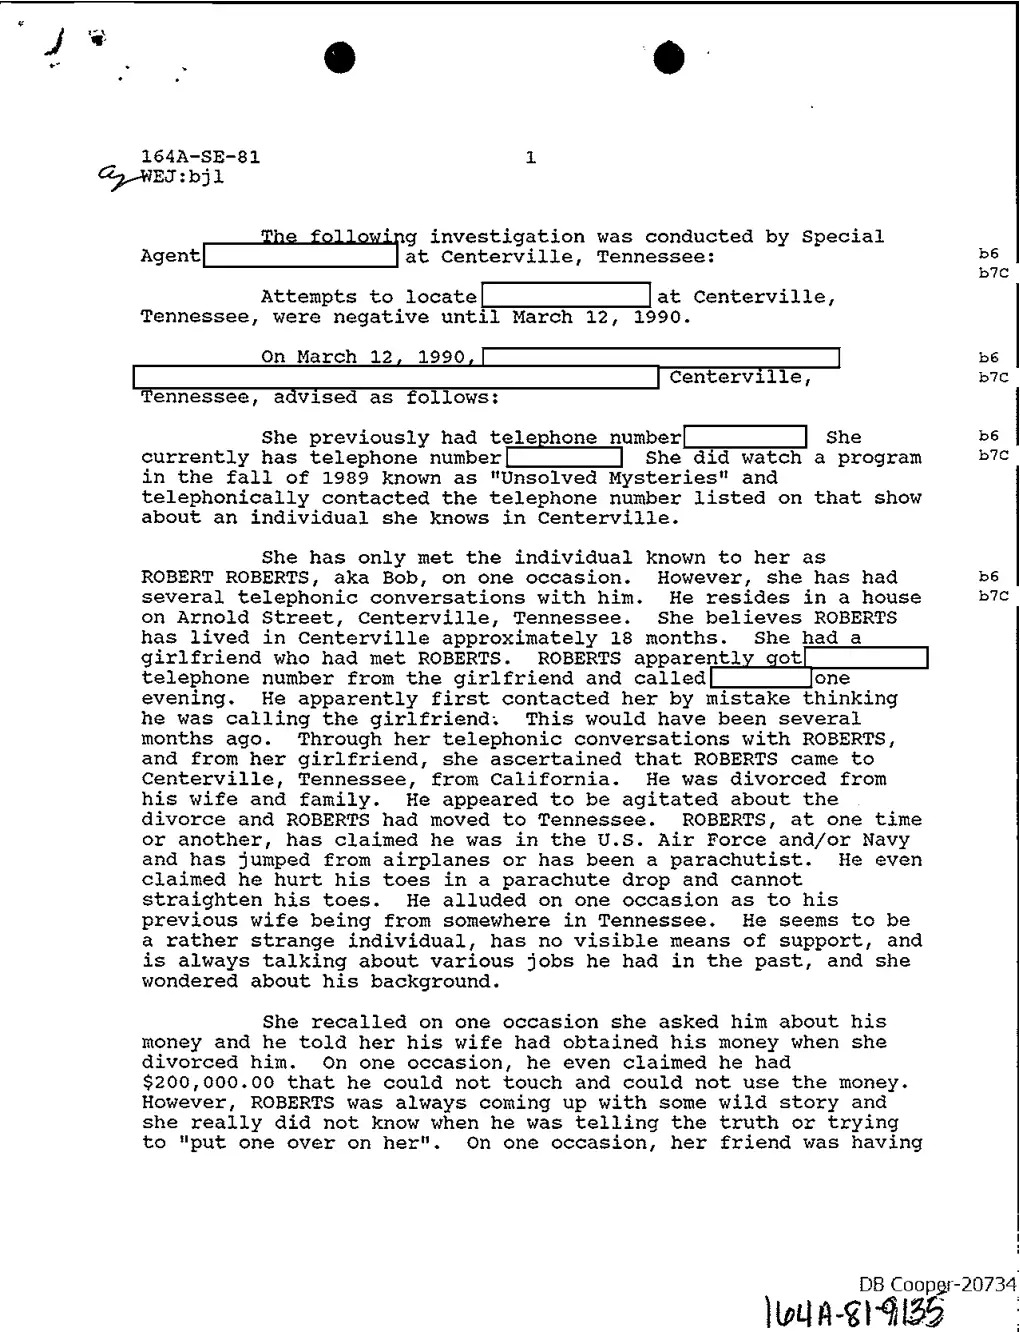 164A-SE-81 1
WEJ:bjl
The following investigation was conducted by Special
Agent at Centerville, Tennessee:
b6
b7C
Attempts to locate at Centerville,
Tennessee, were negative until March 12, 1990.
On March 12, 1990,
b6
Centerville,
b7C
Tennessee, advised as follows:
She previously had telephone number She
b6
currently has telephone number She did watch a program
b7C
in the fall of 1989 known as "Unsolved Mysteries" and
telephonically contacted the telephone number listed on that show
about an individual she knows in Centerville.
She has only met the individual known to her as
ROBERT ROBERTS, aka Bob, on one occasion. However, she has had
b6
several telephonic conversations with him. He resides in a house
b7C
on Arnold Street, Centerville, Tennessee. She believes ROBERTS
has lived in Centerville approximately 18 months. She had a
girlfriend who had met ROBERTS. ROBERTS apparently got
telephone number from the girlfriend and called one
evening. He apparently first contacted her by mistake thinking
he was calling the girlfriend. This would have been several
months ago. Through her telephonic conversations with ROBERTS,
and from her girlfriend, she ascertained that ROBERTS came to
Centerville, Tennessee, from California. He was divorced from
his wife and family. He appeared to be agitated about the
divorce and ROBERTS had moved to Tennessee. ROBERTS, at one time
or another, has claimed he was in the U.S. Air Force and/or Navy
and has jumped from airplanes or has been a parachutist. He even
claimed he hurt his toes in a parachute drop and cannot
straighten his toes. He alluded on one occasion as to his
previous wife being from somewhere in Tennessee. He seems to be
a rather strange individual, has no visible means of support, and
is always talking about various jobs he had in the past, and she
wondered about his background.
She recalled on one occasion she asked him about his
money and he told her his wife had obtained his money when she
divorced him. On one occasion, he even claimed he had
$200,000.00 that he could not touch and could not use the money.
However, ROBERTS was always coming up with some wild story and
she really did not know when he was telling the truth or trying
to "put one over on her". On one occasion, her friend was having
DB Cooper-20734
164A-81-9135